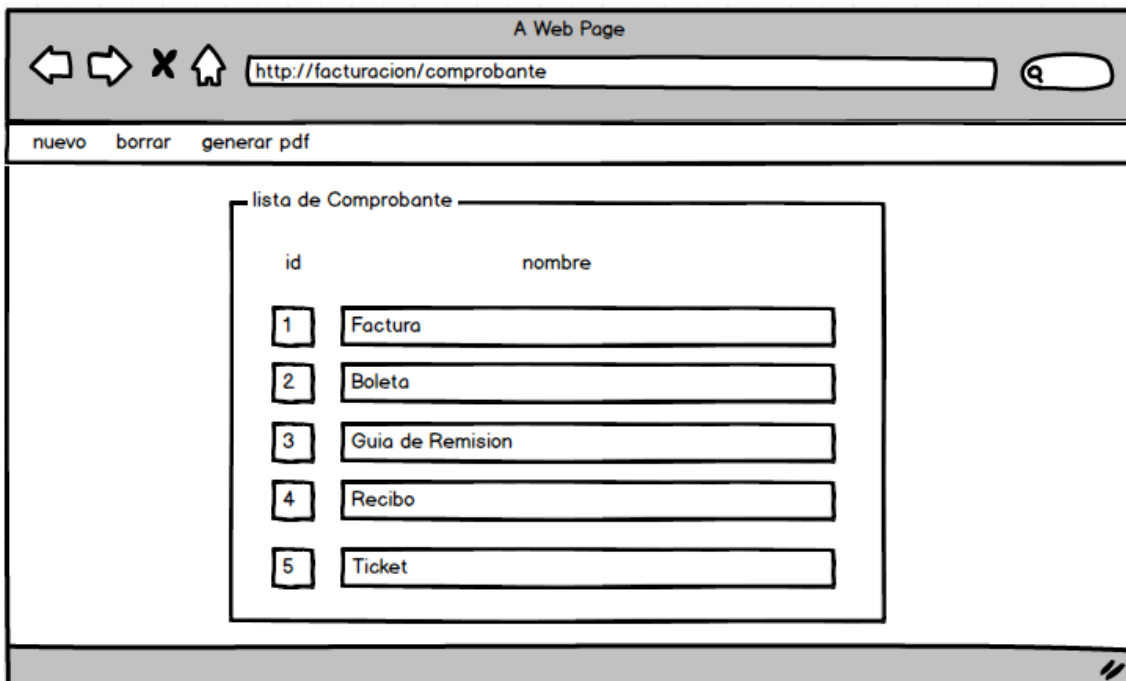 A Web Page
http://facturacion/comprobante
nuevo borrar generar pdf
lista de Comprobante
id nombre
1 Factura
2 Boleta
3 Guia de Remision
4 Recibo
5 Ticket